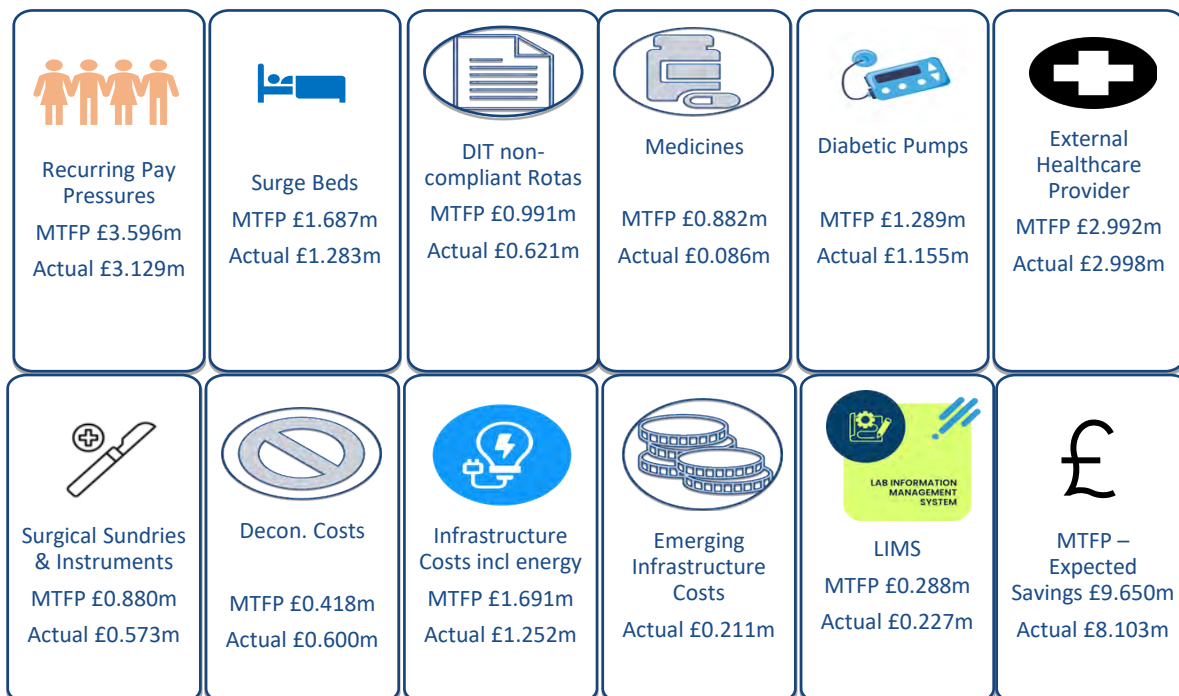 Recurring Pay
Pressures
MTFP £3.596m
Actual £3.129m
Surge Beds
MTFP £1.687m
Actual £1.283m
DIT non-
compliant Rotas
MTFP £0.991m
Actual £0.621m
Medicines
MTFP £0.882m
Actual £0.086m
Diabetic Pumps
MTFP £1.289m
Actual £1.155m
External
Healthcare
Provider
MTFP £2.992m
Actual £2.998m
Surgical Sundries
& Instruments
MTFP £0.880m
Actual £0.573m
Decon. Costs
MTFP £0.418m
Actual £0.600m
Infrastructure
Costs incl energy
MTFP £1.691m
Actual £1.252m
Emerging
Infrastructure
Costs
Actual £0.211m
LAB INFORMATION
MANAGEMENT
SYSTEM
LIMS
MTFP £0.288m
Actual £0.227m
£
MTFP –
Expected
Savings £9.650m
Actual £8.103m